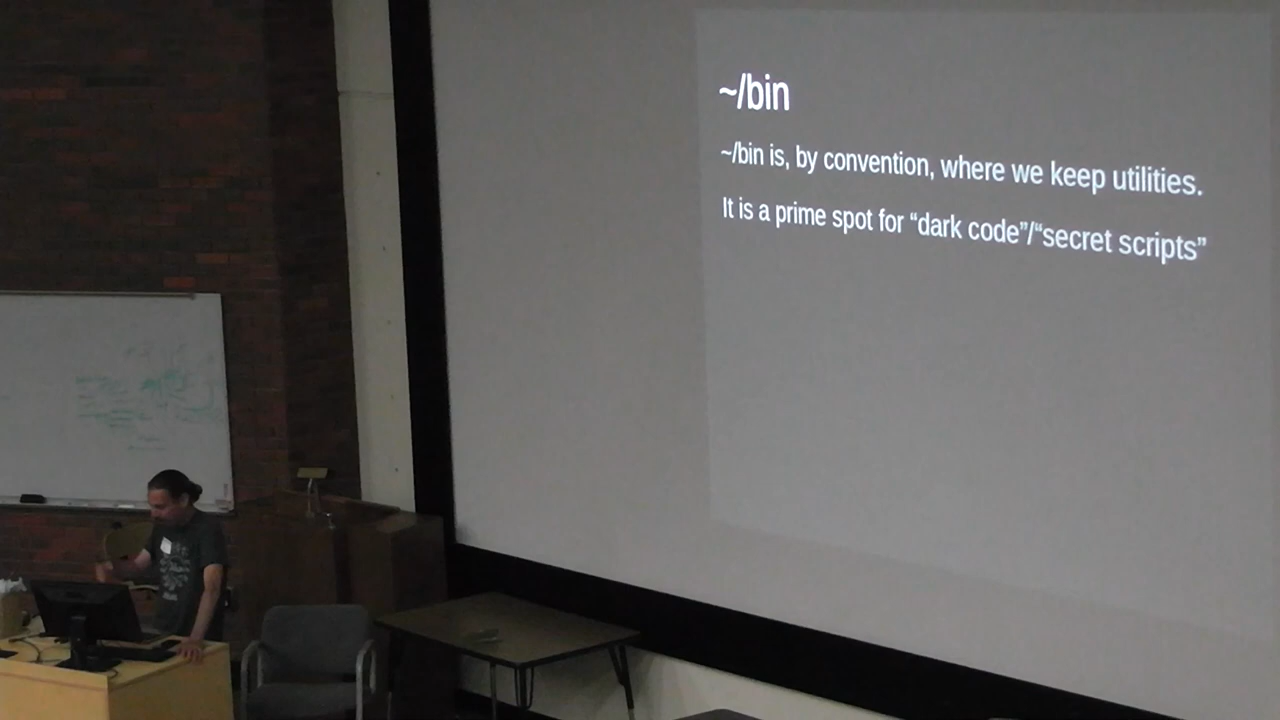 ~/bin
~/bin is, by convention, where we keep utilities.
It is a prime spot for “dark code”/“secret scripts”